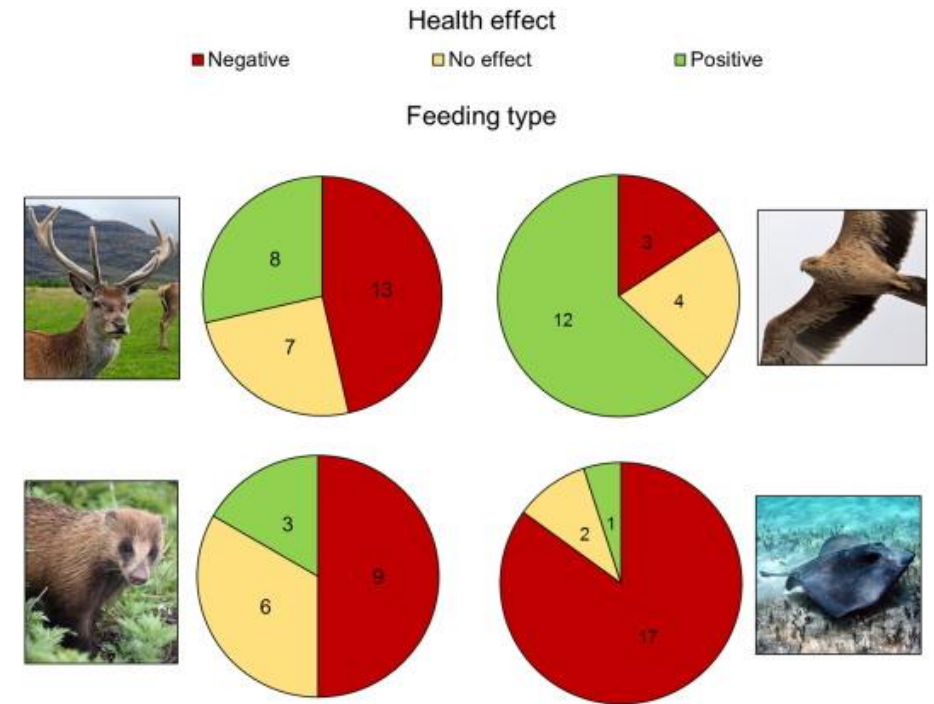 Health effect
Negative No effect Positive
Feeding type
8 13 7
3 4 12
3 9 6
2 1 17